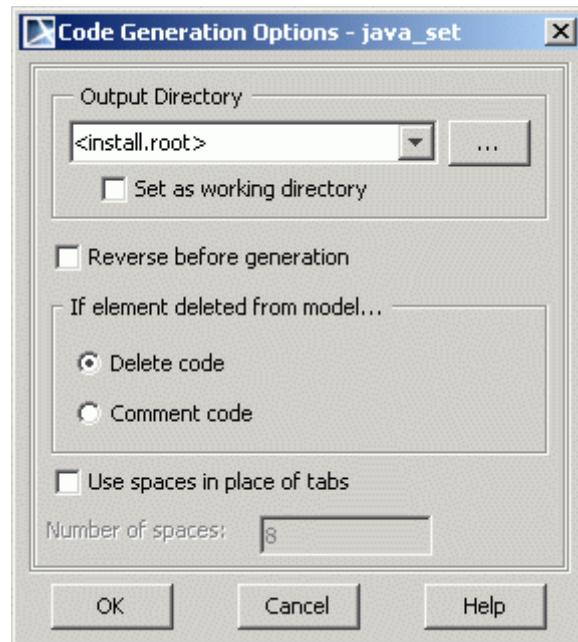 Code Generation Options - java_set
Output Directory
<install.root>
...
Set as working directory
Reverse before generation
If element deleted from model...
Delete code
Comment code
Use spaces in place of tabs
Number of spaces: 8
OK Cancel Help